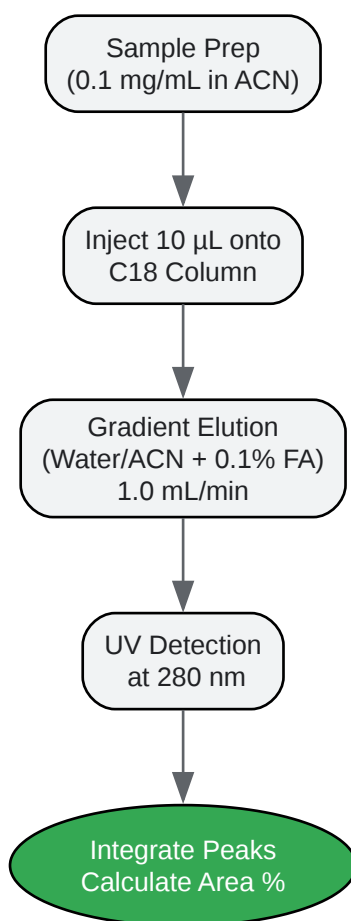 Sample Prep
(0.1 mg/mL in ACN)
Inject 10 µL onto
C18 Column
Gradient Elution
(Water/ACN + 0.1% FA)
1.0 mL/min
UV Detection
at 280 nm
Integrate Peaks
Calculate Area %